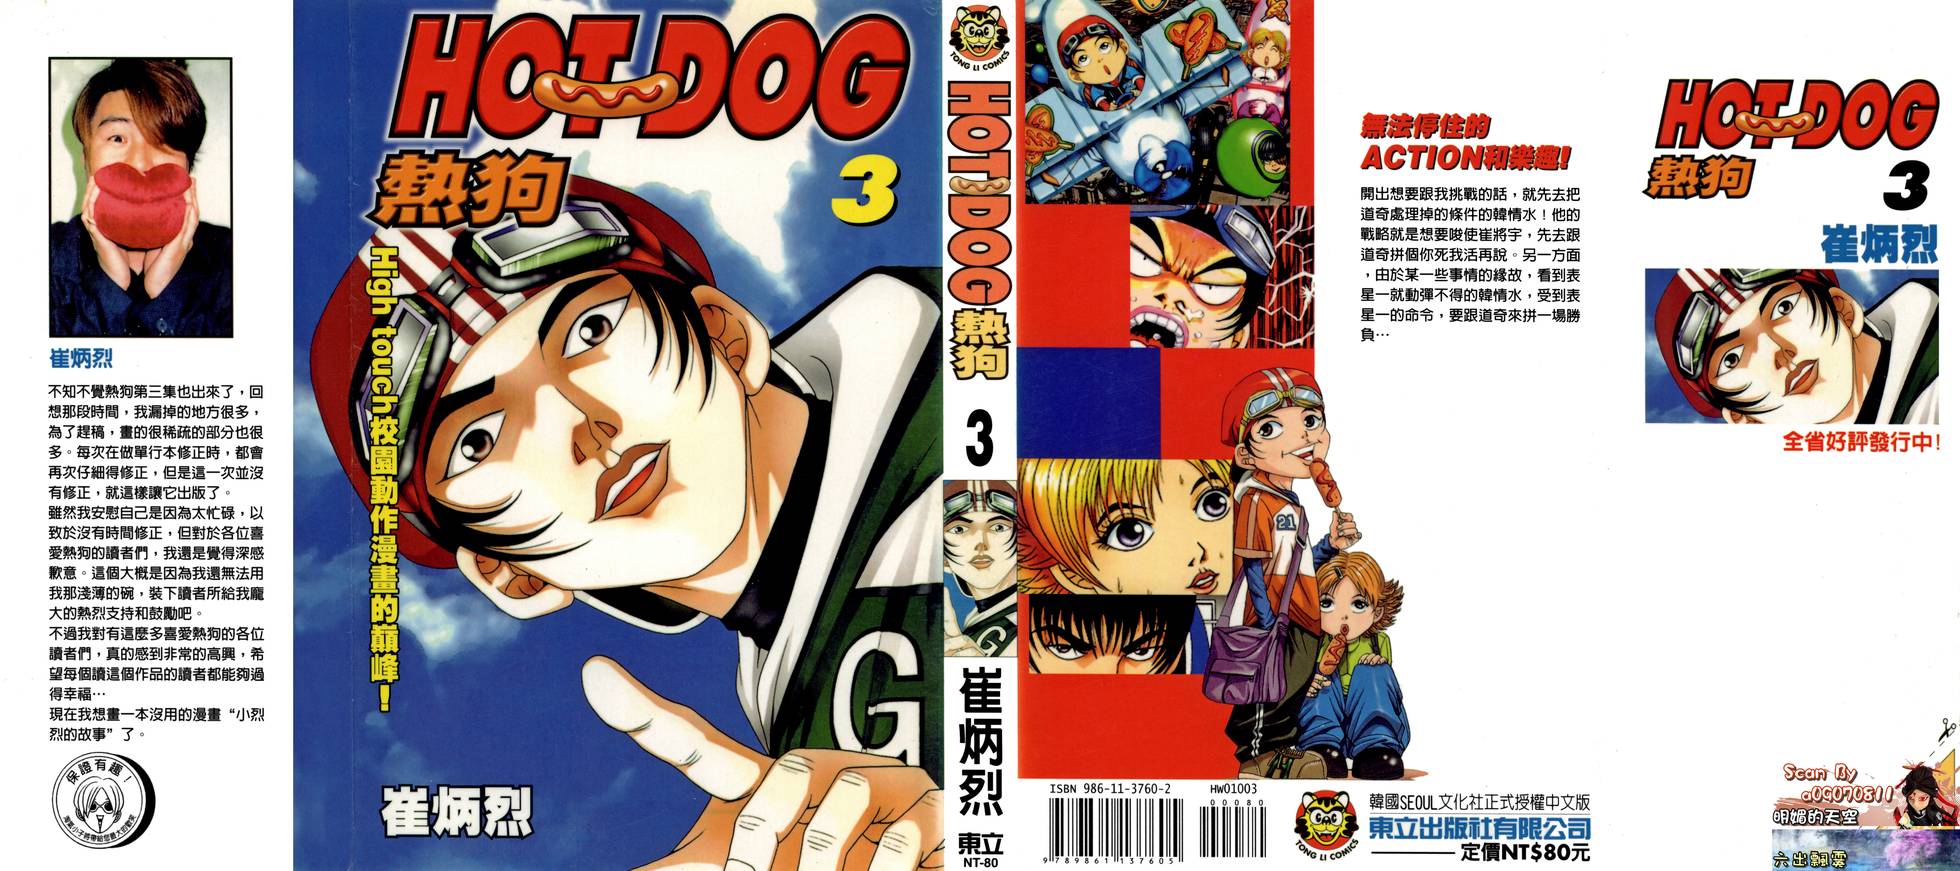 崔炳烈
不知不覺熱狗第三集也出來了，回
想那段時間，我漏掉的地方很多，
為了趕稿，畫的很稀疏的部分也很
多。每次在做單行本修正時，都會
再次仔細得修正，但是這一次並沒
有修正，就這樣讓它出版了。
雖然我安慰自己是因為太忙碌，以
致於沒有時間修正，但對於各位喜
愛熱狗的讀者們，我還是覺得深感
歉意。這個大概是因為我還無法用
我那淺薄的碗，裝下讀者所給我龐
大的熱烈支持和鼓勵吧。
不過我對有這麼多喜愛熱狗的各位
讀者們，真的感到非常的高興，希
望每個讀這個作品的讀者都能夠過
得幸福…
現在我想畫一本沒用的漫畫“小烈
烈的故事”了。
保證有趣！
HOT DOG
熱狗
3
High touch校園動作漫畫的巔峰！
崔炳烈
G
TONG LI COMICS
HOT DOG
熱狗
3
G
崔炳烈
東立
NT-80
21
ISBN 986-11-3760-2
HW01003
00080
9 789861 137605
TONG LI COMICS
韓國SEOUL文化社正式授權中文版
東立出版社有限公司
定價NT$80元
無法停住的
ACTION和樂趣!
開出想要跟我挑戰的話，就先去把
道奇處理掉的條件的韓情水！他的
戰略就是想要唆使崔將宇，先去跟
道奇拼個你死我活再說。另一方面
，由於某一些事情的緣故，看到表
星一就動彈不得的韓情水，受到表
星一的命令，要跟道奇來拼一場勝
負…
HOT DOG
熱狗
3
崔炳烈
全省好評發行中!
Scan By
a09070811
明媚的天空
六出飄雲